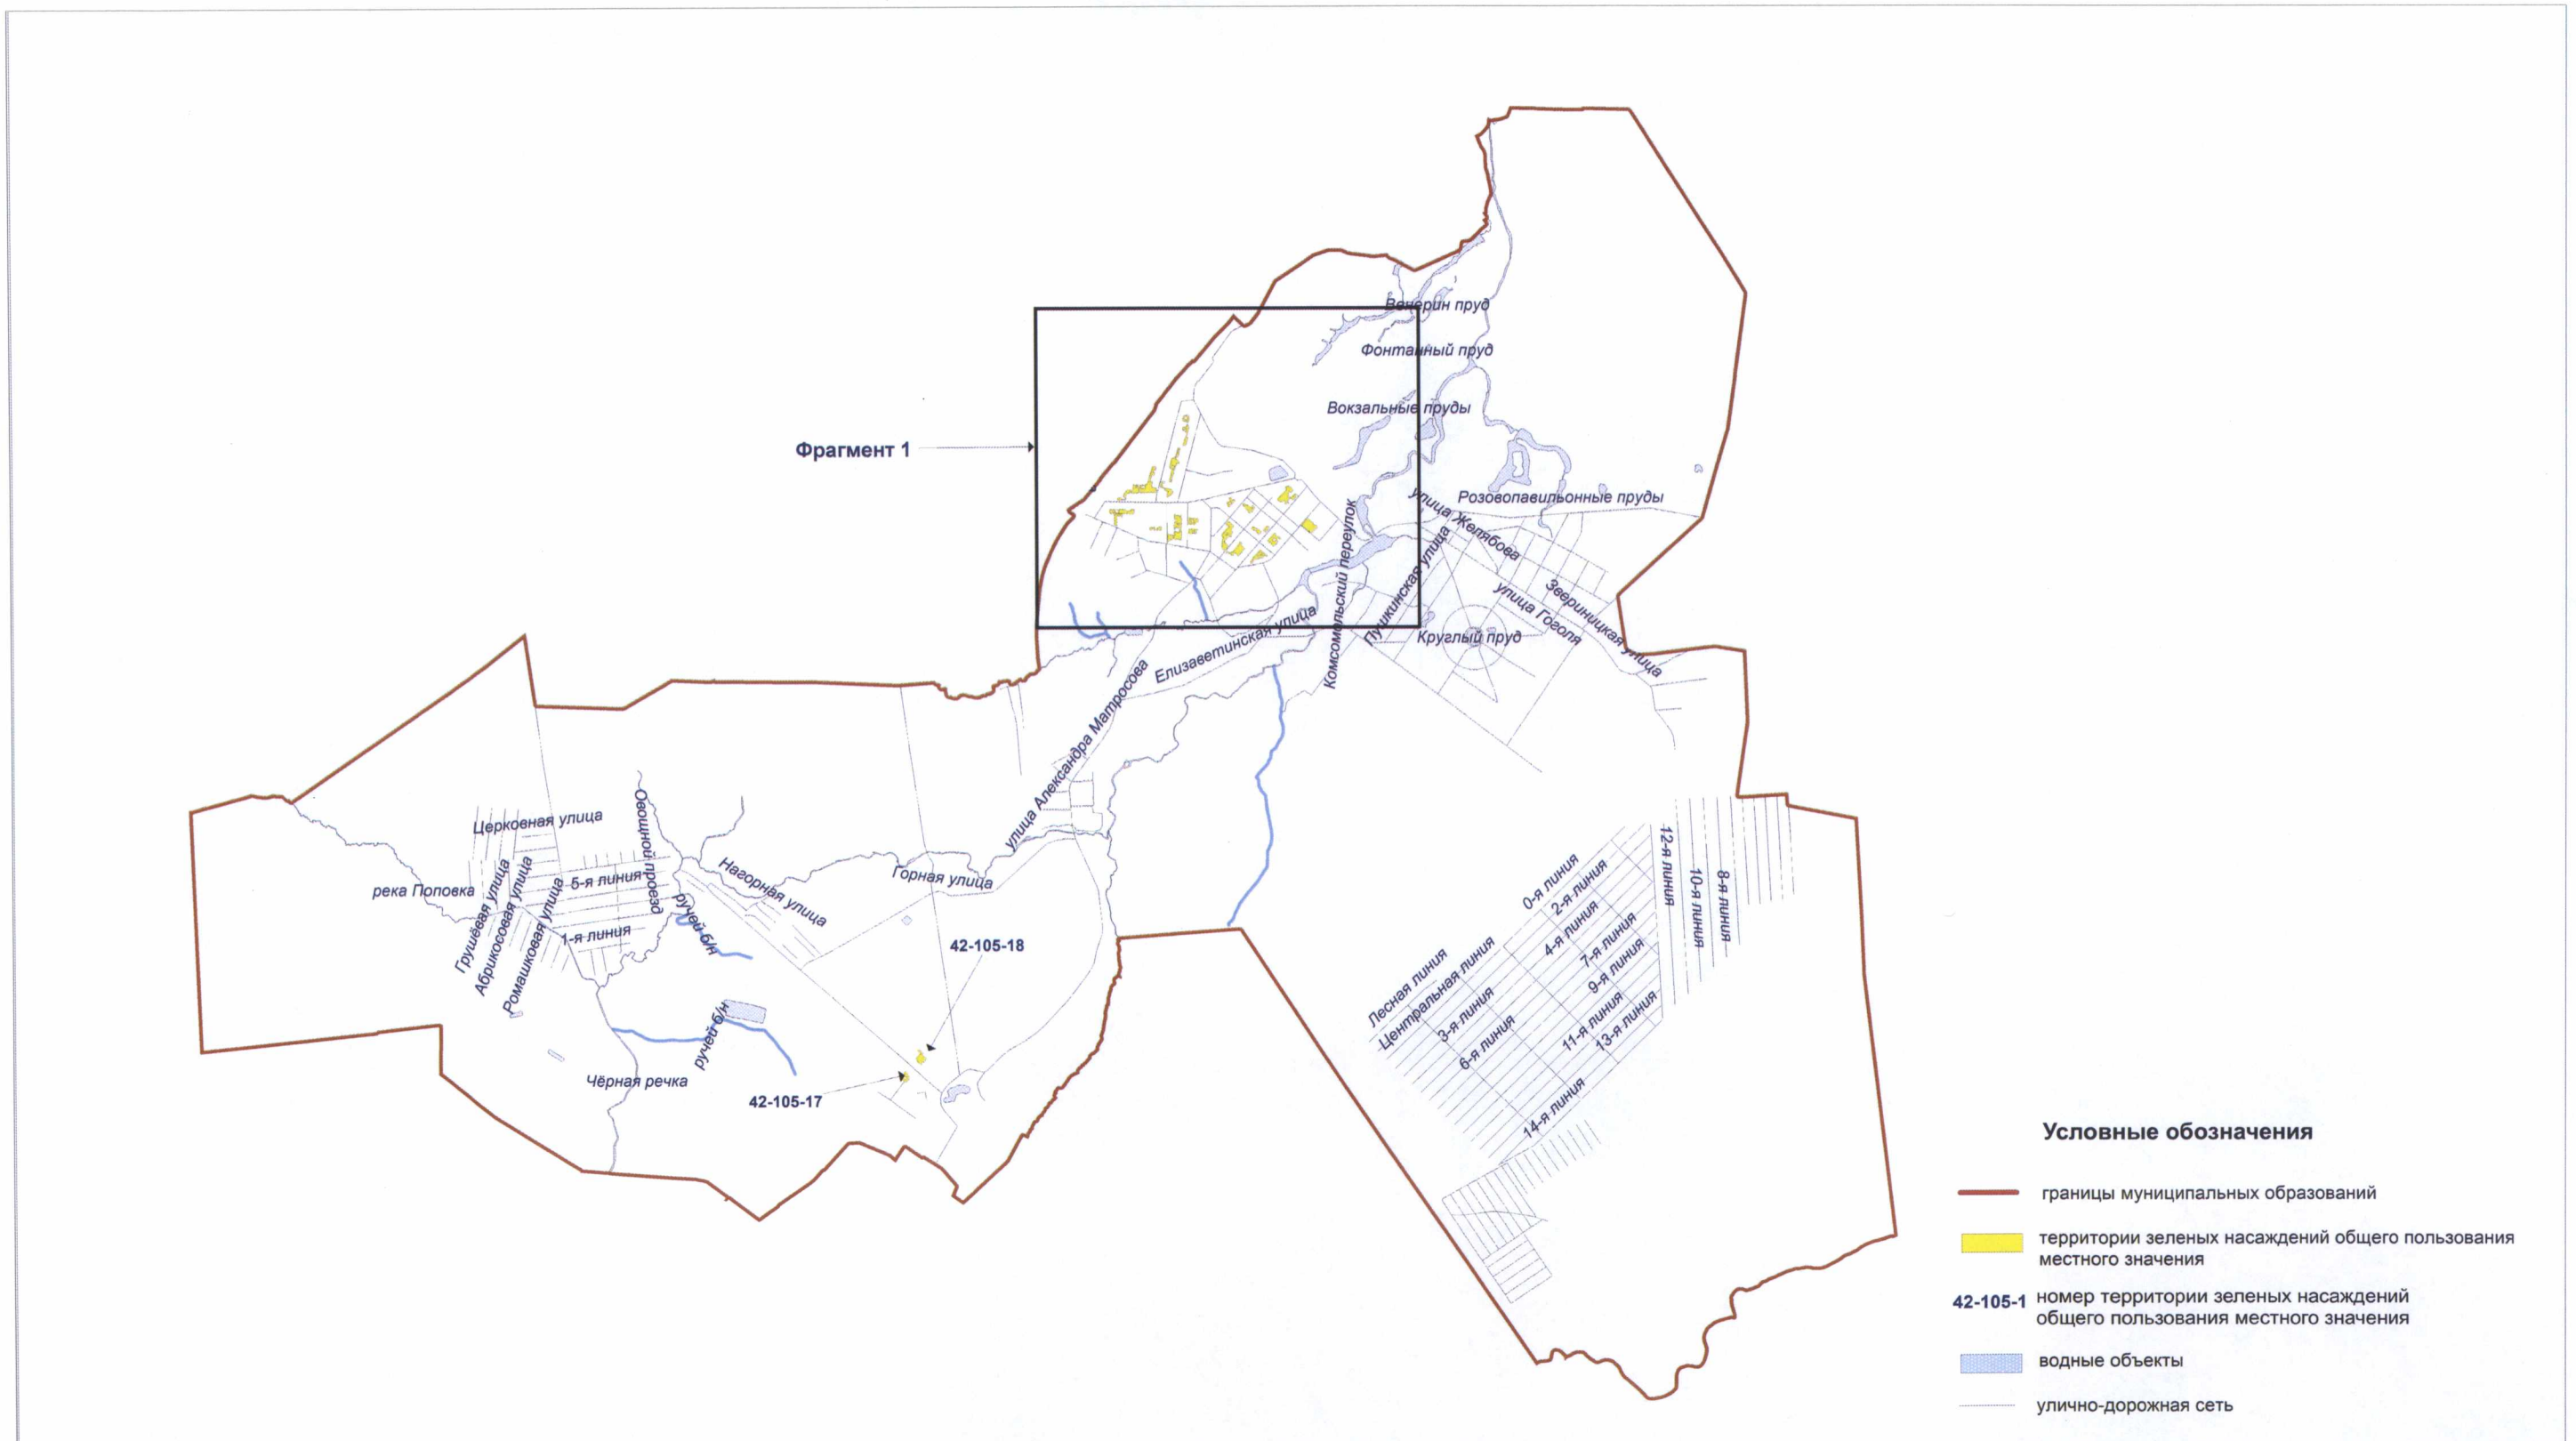 Венерин пруд
Фонтанный пруд
Вокзальные пруды
Фрагмент 1
Розовопавильонные пруды
улица Желябова
Комсомольский переулок
Пушкинская улица
Звериницкая улица
улица Гоголя
Круглый пруд
Елизаветинская улица
улица Александра Матросова
Церковная улица
Овощной проезд
Нагорная улица
Горная улица
река Поповка
5-я линия
Грушёвая улица
Абрикосовая улица
Ромашковая улица
1-я линия
ручей б/н
42-105-18
ручей б/н
Чёрная речка
42-105-17
12-я линия
10-я линия
8-я линия
0-я линия
2-я линия
4-я линия
7-я линия
9-я линия
Лесная линия
Центральная линия
3-я линия
6-я линия
11-я линия
13-я линия
14-я линия
Условные обозначения
границы муниципальных образований
территории зеленых насаждений общего пользования
местного значения
42-105-1 номер территории зеленых насаждений
общего пользования местного значения
водные объекты
улично-дорожная сеть